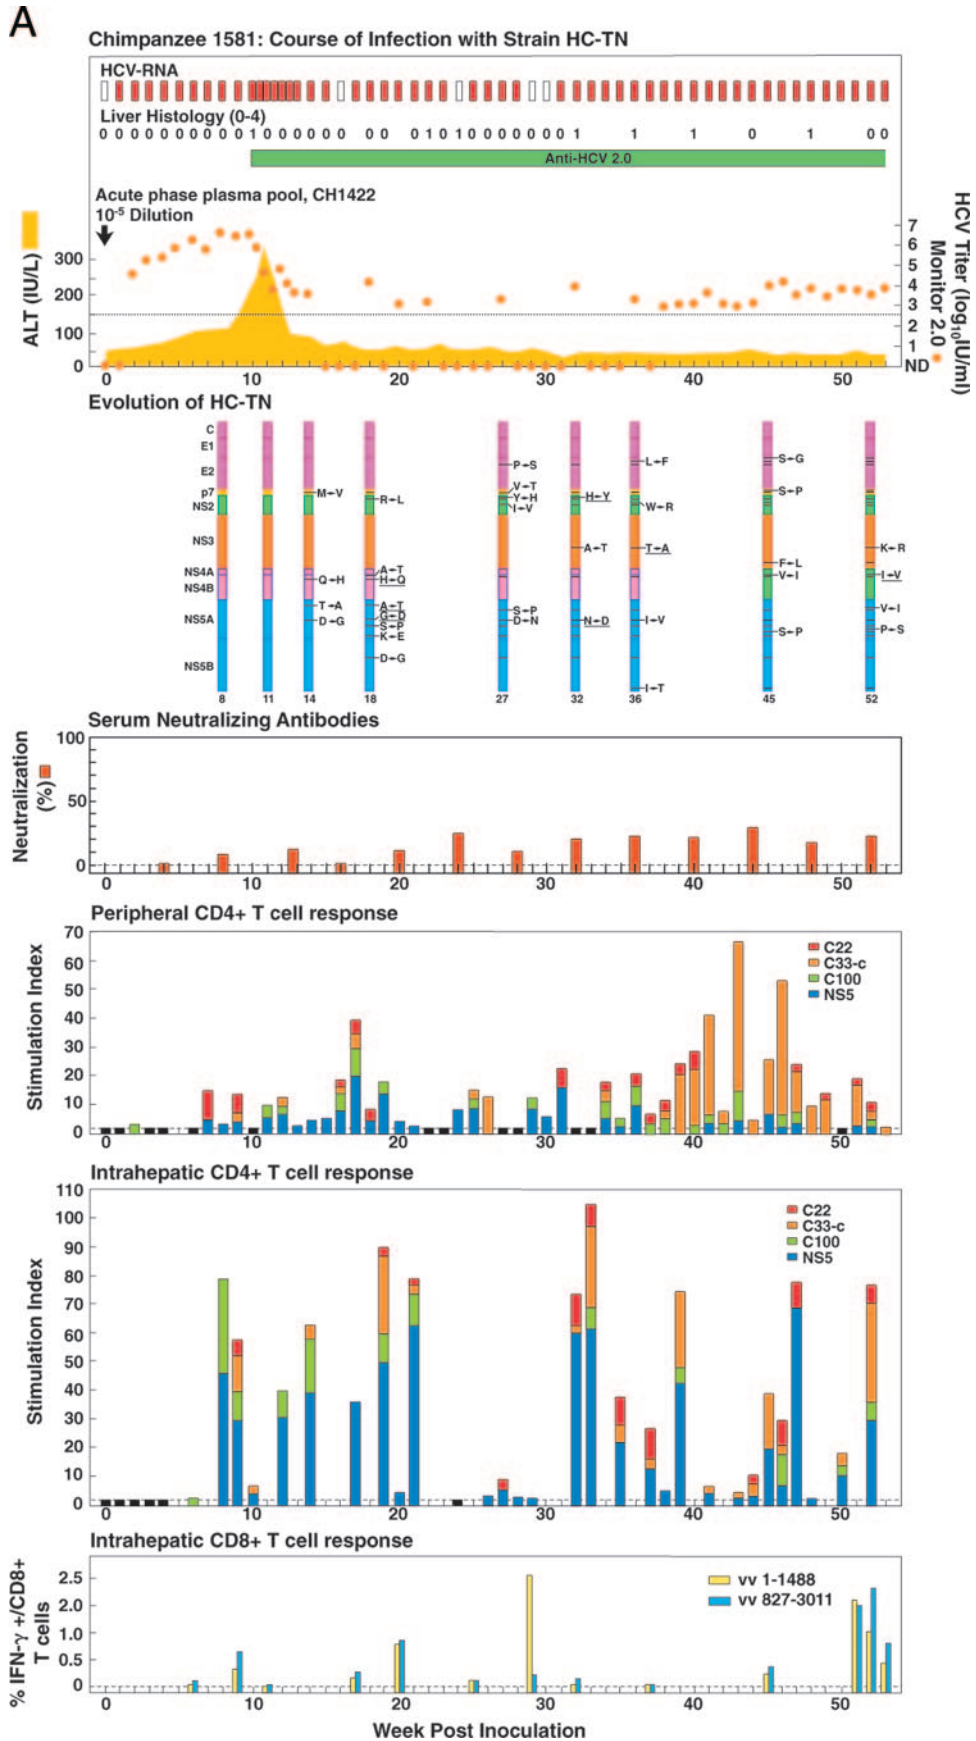 A
Chimpanzee 1581: Course of Infection with Strain HC-TN
HCV-RNA
Liver Histology (0-4)
0 0 0 0 0 0 0 0 0 0 1 0 0 0 0 0 0 0 0 0 1 0 1 0 0 0 0 0 0 0 1 1 1 0 1 0 0
Anti-HCV 2.0
Acute phase plasma pool, CH1422
10-5 Dilution
ALT (IU/L)
300
200
100
0
7
6
5
4
3
2
1
ND
HCV Titer (log10IU/ml)
Monitor 2.0
0 10 20 30 40 50
Evolution of HC-TN
C
E1
E2
p7
NS2
NS3
NS4A
NS4B
NS5A
NS5B
M→V
Q→H
T→A
D→G
R→L
A→T
H→Q
A→T
G→D
S→P
K→E
D→G
P→S
V→T
Y→H
I→V
S→P
D→N
H→Y
A→T
N→D
L→F
W→R
T→A
I→V
I→T
S→G
S→P
F→L
V→I
S→P
K→R
I→V
V→I
P→S
8 11 14 18 27 32 36 45 52
Serum Neutralizing Antibodies
Neutralization
(%)
100
50
0
0 10 20 30 40 50
Peripheral CD4+ T cell response
Stimulation Index
70
60
50
40
30
20
10
0
C22
C33-c
C100
NS5
0 10 20 30 40 50
Intrahepatic CD4+ T cell response
Stimulation Index
110
100
90
80
70
60
50
40
30
20
10
0
C22
C33-c
C100
NS5
0 10 20 30 40 50
Intrahepatic CD8+ T cell response
% IFN-γ +/CD8+
T cells
2.5
2.0
1.0
0.5
0
vv 1-1488
vv 827-3011
0 10 20 30 40 50
Week Post Inoculation